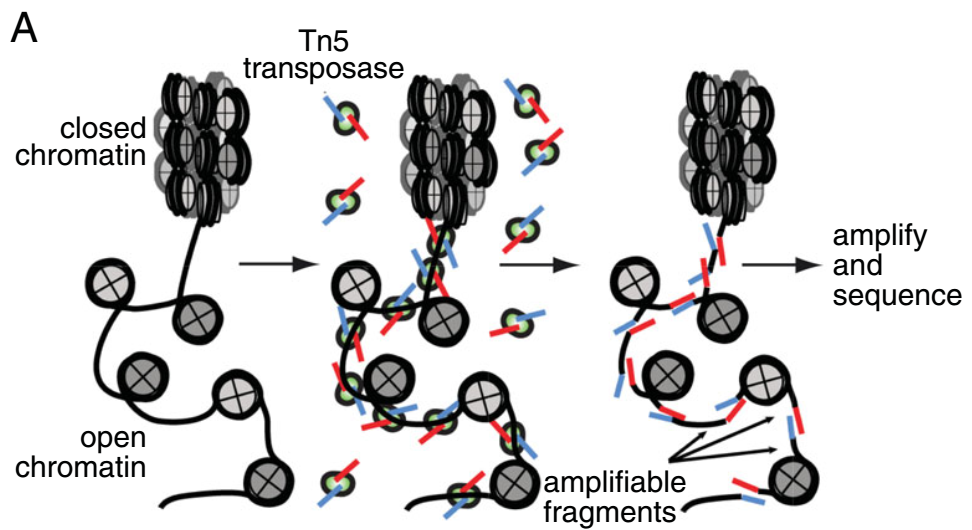 A
Tn5
transposase
closed
chromatin
amplify
and
sequence
open
chromatin
amplifiable
fragments